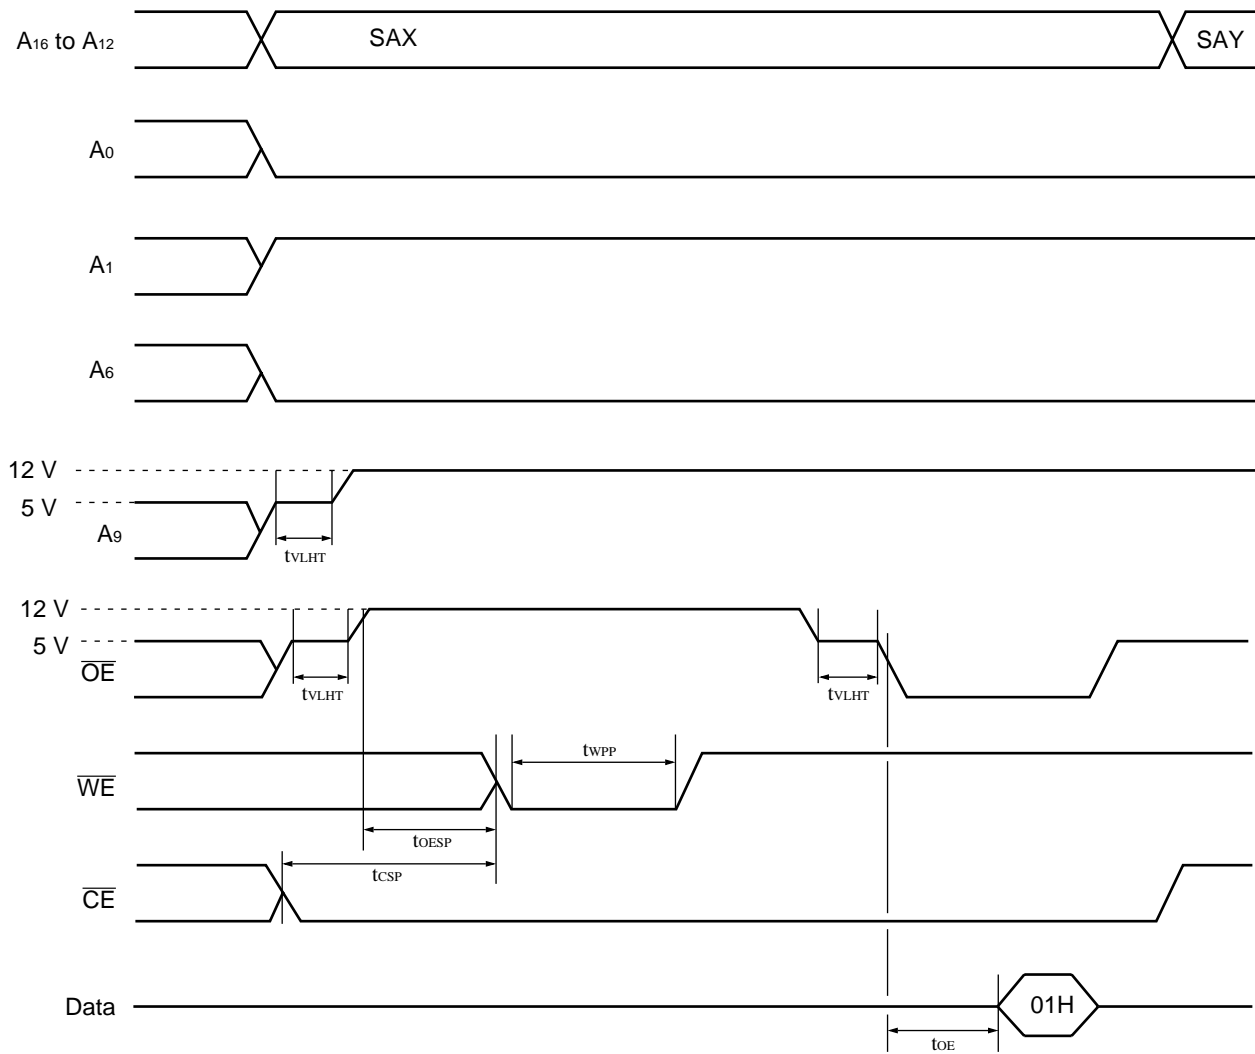 A16 to A12
SAX
SAY
A0
A1
A6
12 V
5 V
A9
tVLHT
12 V
5 V
OE
tVLHT
tVLHT
WE
tWPP
tOESP
tCSP
CE
Data
01H
tOE